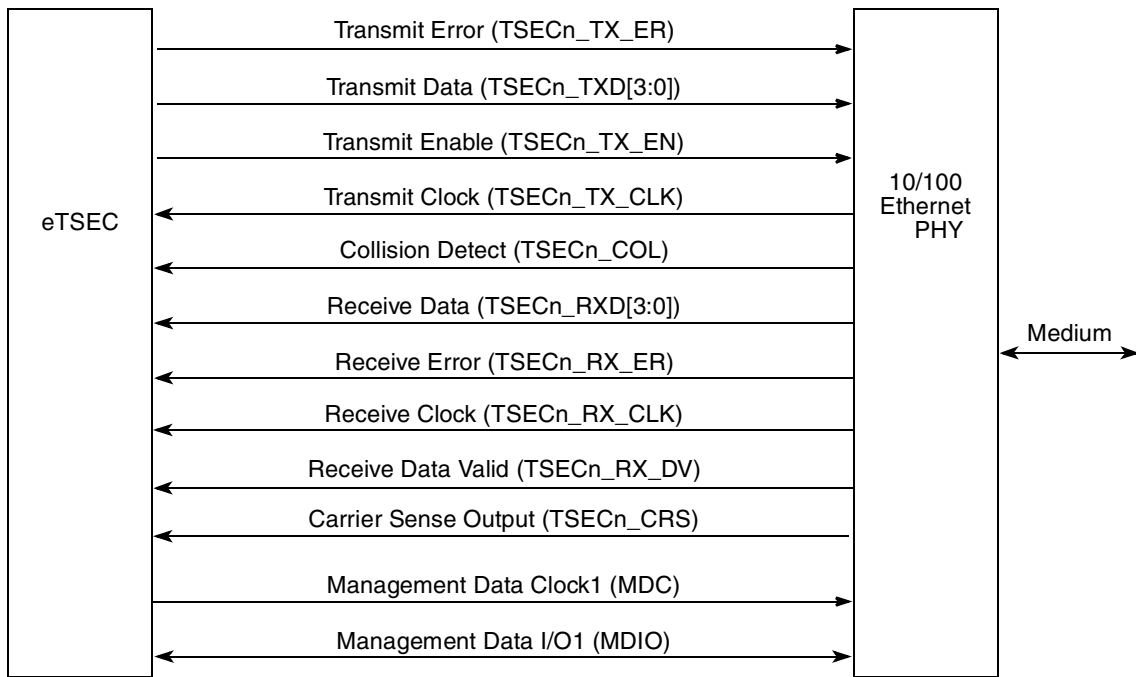 Transmit Error (TSECn_TX_ER)
Transmit Data (TSECn_TXD[3:0])
Transmit Enable (TSECn_TX_EN)
Transmit Clock (TSECn_TX_CLK)
eTSEC
10/100
Ethernet
PHY
Collision Detect (TSECn_COL)
Receive Data (TSECn_RXD[3:0])
Medium
Receive Error (TSECn_RX_ER)
Receive Clock (TSECn_RX_CLK)
Receive Data Valid (TSECn_RX_DV)
Carrier Sense Output (TSECn_CRS)
Management Data Clock1 (MDC)
Management Data I/O1 (MDIO)